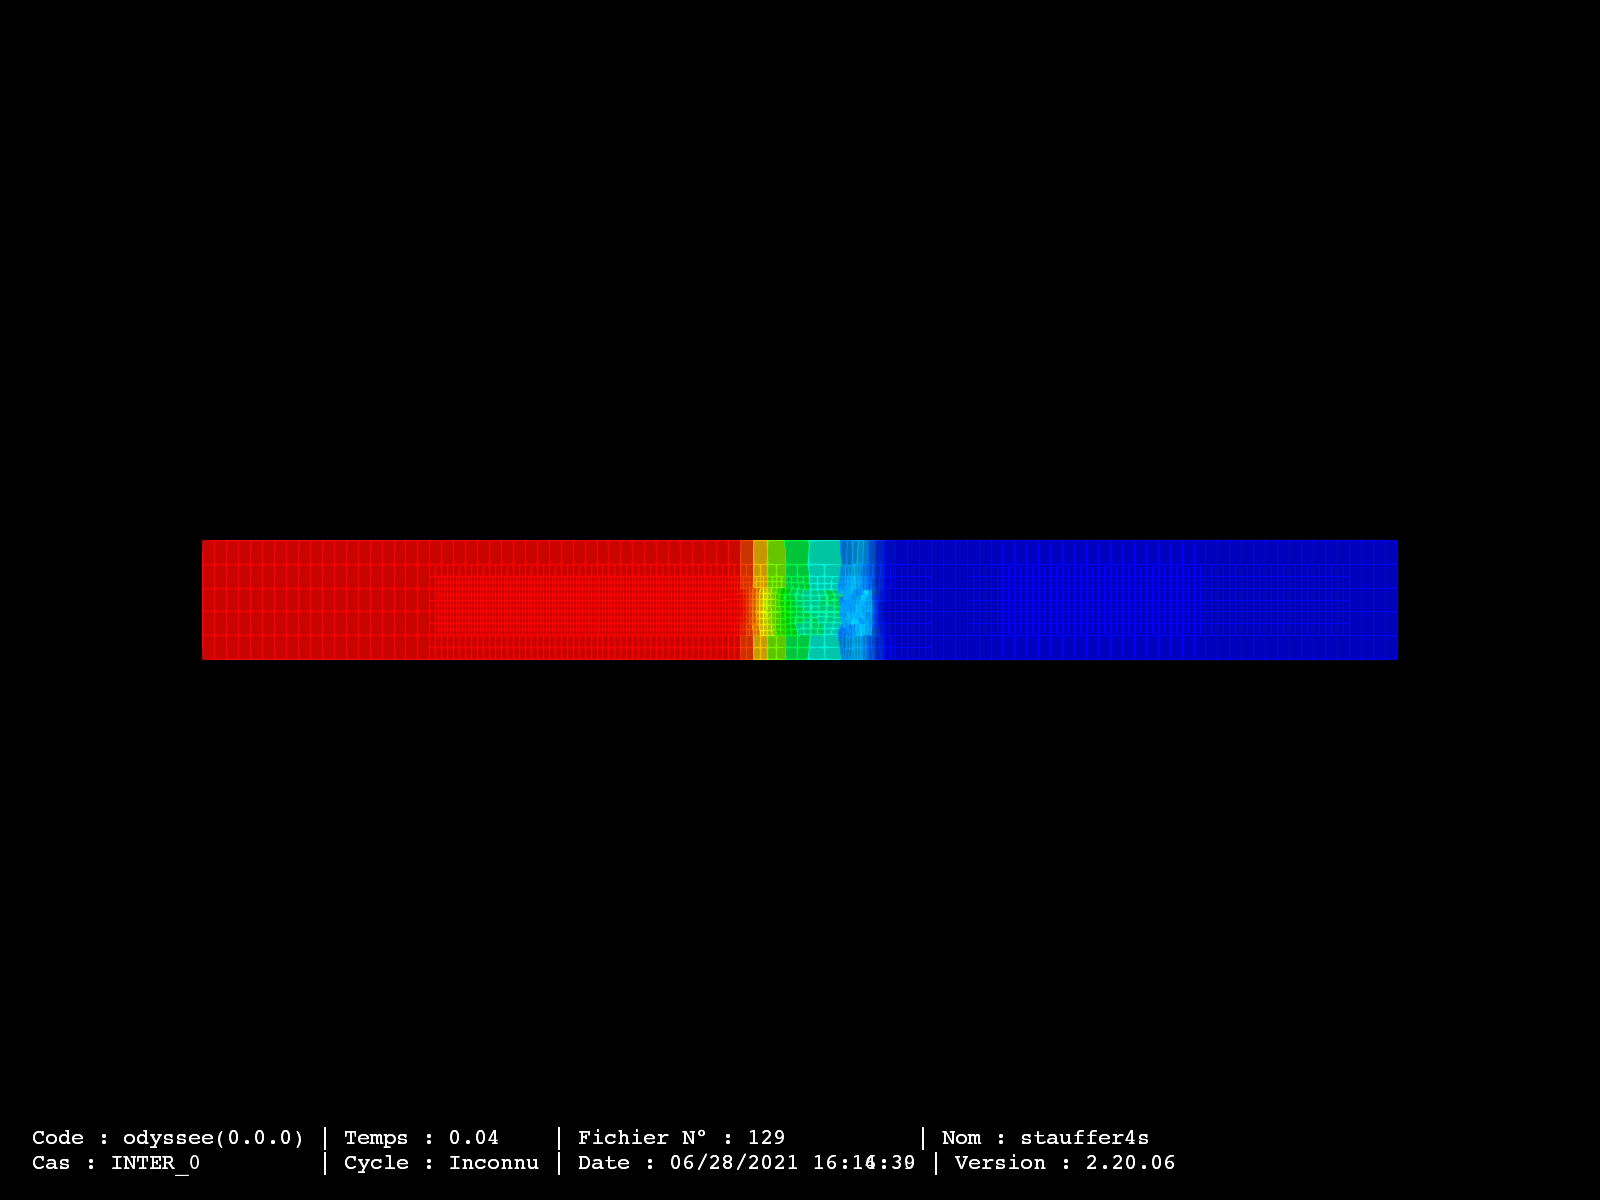 Code : odyssee(0.0.0) | Temps : 0.04 | Fichier N° : 129 | Nom : stauffer4s
Cas : INTER_0 | Cycle : Inconnu | Date : 06/28/2021 | Version : 2.20.06